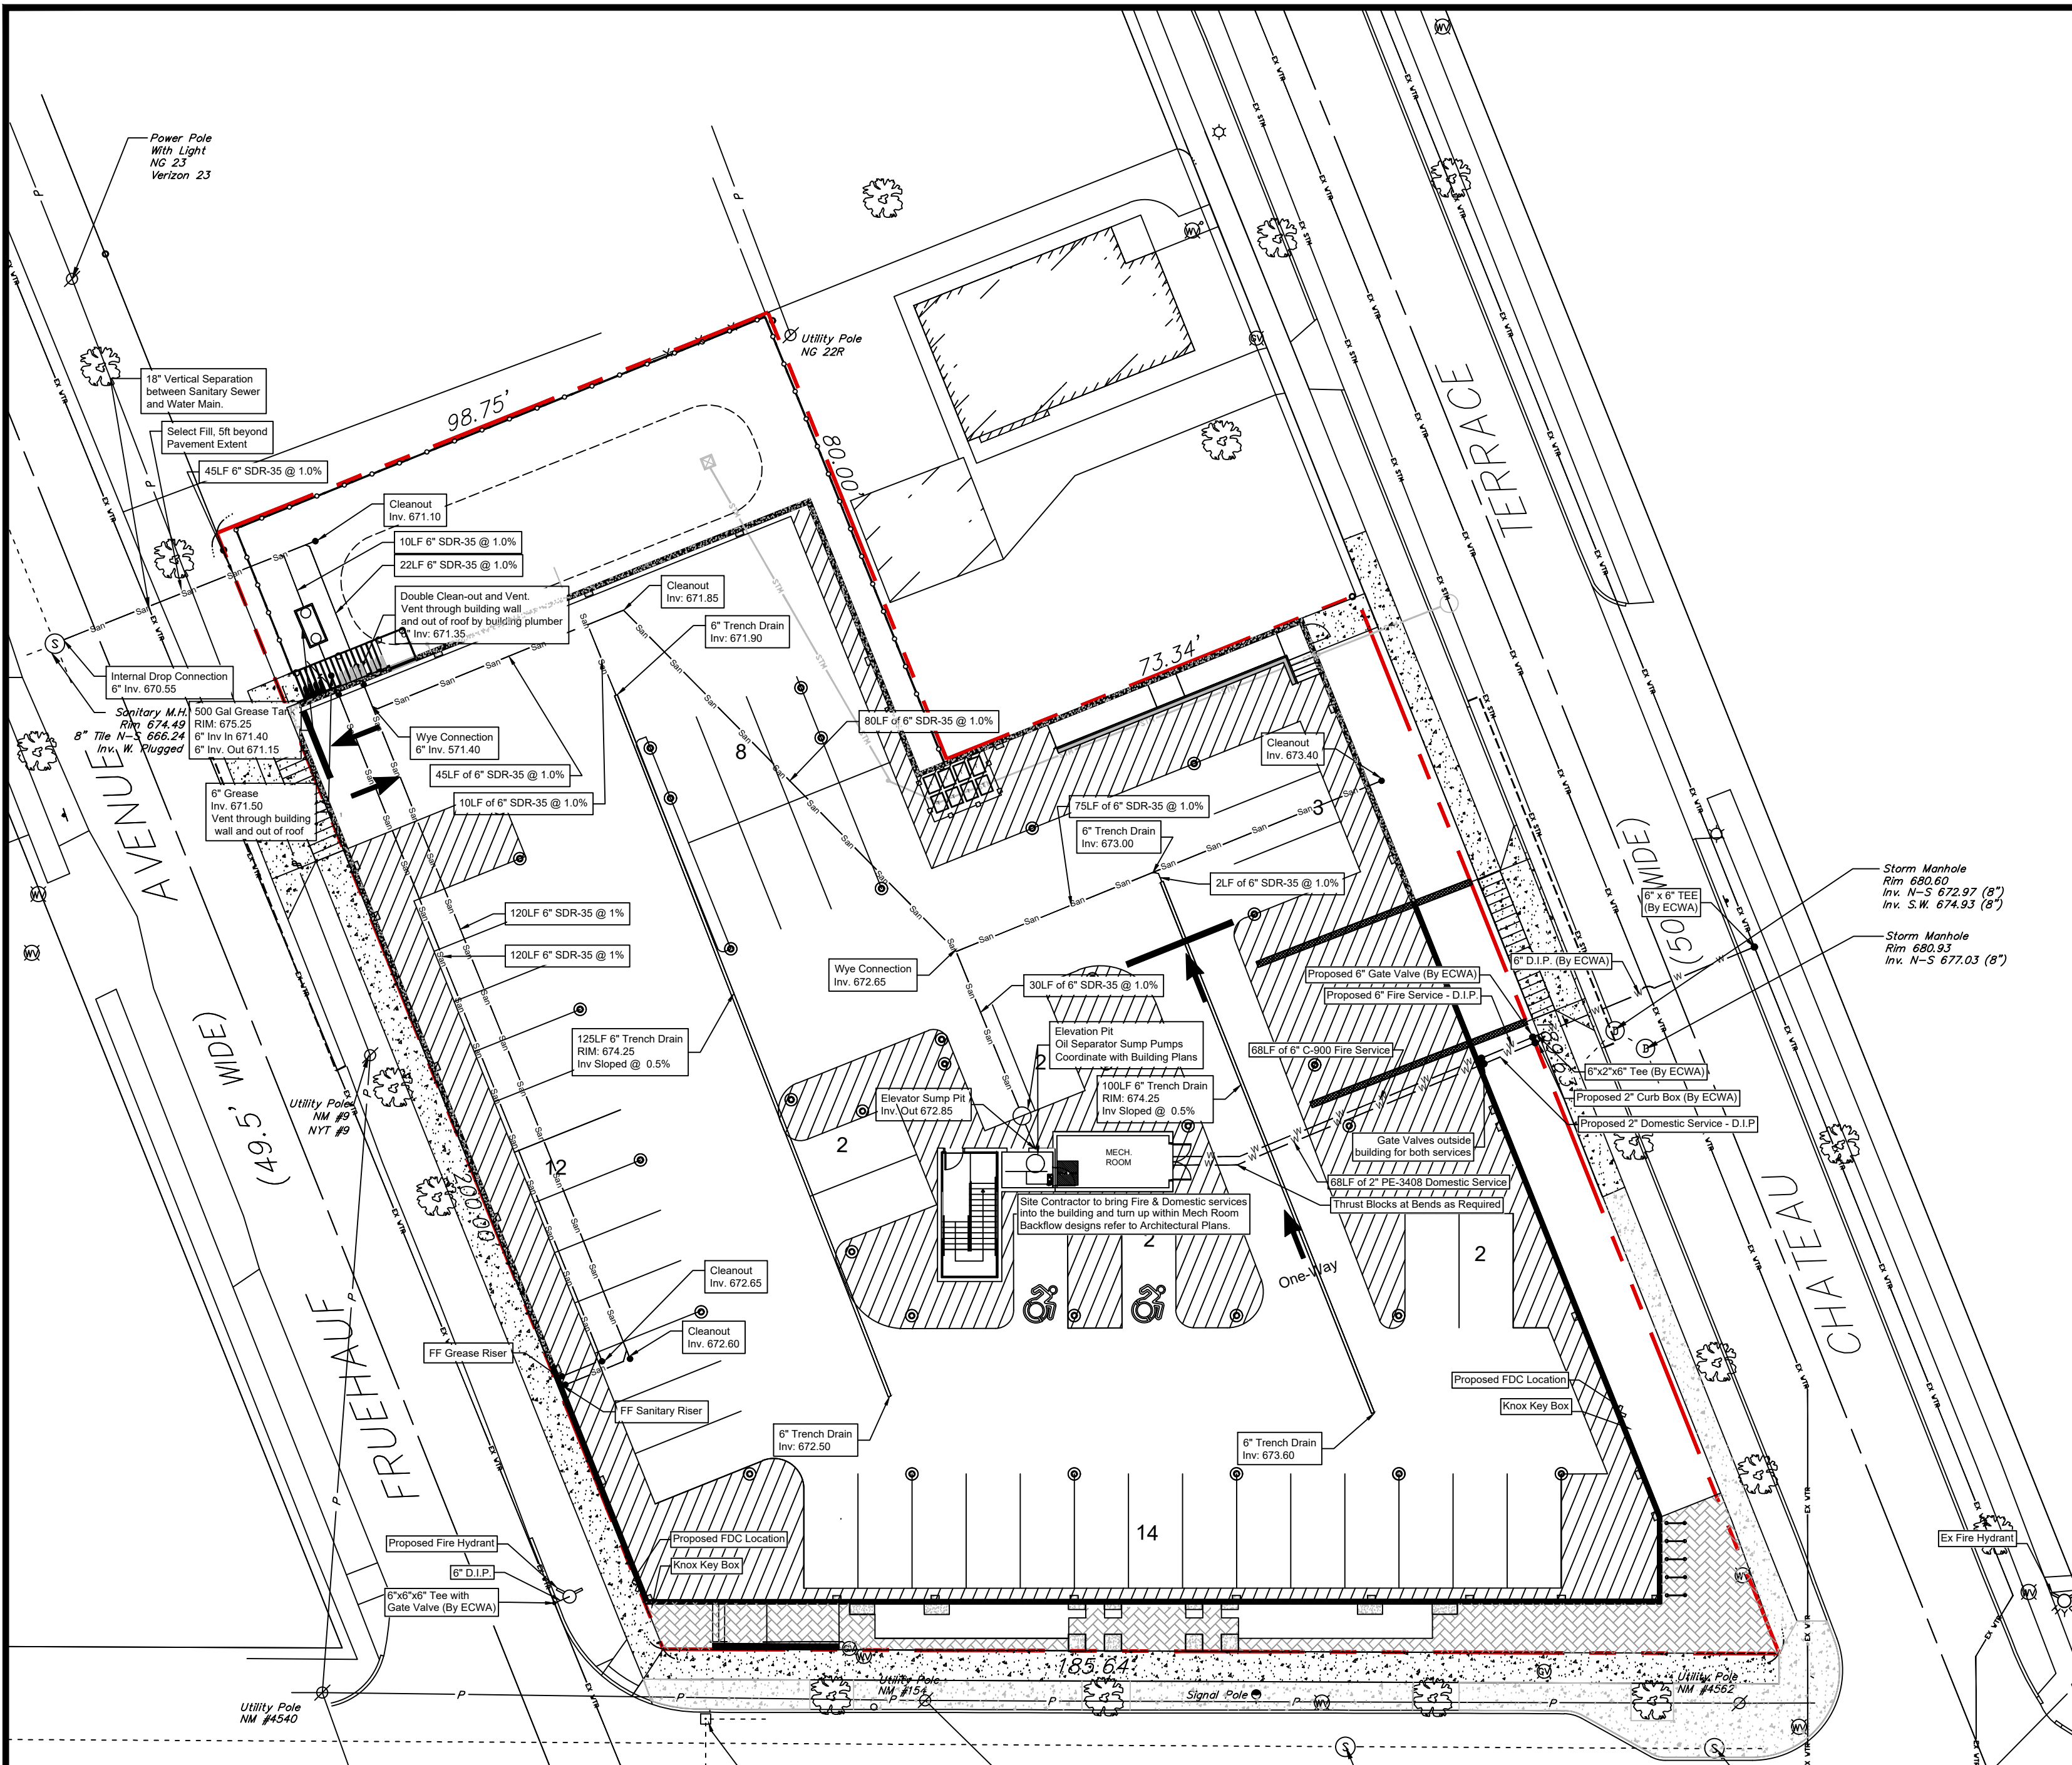 Power Pole
With Light
NG 23
Verizon 23
18" Vertical Separation
between Sanitary Sewer
and Water Main.
Select Fill, 5ft beyond
Pavement Extent
45LF 6" SDR-35 @ 1.0%
98.75'
Utility Pole
NG 22R
80.00'
Cleanout
Inv. 671.10
10LF 6" SDR-35 @ 1.0%
22LF 6" SDR-35 @ 1.0%
Double Clean-out and Vent.
Vent through building wall
and out of roof by building plumber
6" Inv: 671.35
Cleanout
Inv: 671.85
6" Trench Drain
Inv: 671.90
73.34'
TERRACE
Internal Drop Connection
6" Inv. 670.55
Sanitary M.H.
Rim 674.49
8" Tile N-S 666.24
Inv. W. Plugged
500 Gal Grease Tank
RIM: 675.25
6" Inv In 671.40
6" Inv. Out 671.15
Wye Connection
6" Inv. 571.40
45LF of 6" SDR-35 @ 1.0%
10LF of 6" SDR-35 @ 1.0%
6" Grease
Inv. 671.50
Vent through building
wall and out of roof
80LF of 6" SDR-35 @ 1.0%
8
Cleanout
Inv. 673.40
3
75LF of 6" SDR-35 @ 1.0%
6" Trench Drain
Inv: 673.00
2LF of 6" SDR-35 @ 1.0%
AVENUE
(50' WIDE)
Storm Manhole
Rim 680.60
Inv. N-S 672.97 (8")
Inv. S.W. 674.93 (8")
6" x 6" TEE
(By ECWA)
Storm Manhole
Rim 680.93
Inv. N-S 677.03 (8")
120LF 6" SDR-35 @ 1%
120LF 6" SDR-35 @ 1%
Wye Connection
Inv. 672.65
30LF of 6" SDR-35 @ 1.0%
6" D.I.P. (By ECWA)
Proposed 6" Gate Valve (By ECWA)
Proposed 6" Fire Service - D.I.P.
125LF 6" Trench Drain
RIM: 674.25
Inv Sloped @ 0.5%
Elevation Pit
Oil Separator Sump Pumps
Coordinate with Building Plans
2
68LF of 6" C-900 Fire Service
6"x2"x6" Tee (By ECWA)
Proposed 2" Curb Box (By ECWA)
Proposed 2" Domestic Service - D.I.P
Elevator Sump Pit
Inv. Out 672.85
100LF 6" Trench Drain
RIM: 674.25
Inv Sloped @ 0.5%
Utility Pole
NM #9
NYT #9
(49.5' WIDE)
2
12
200.00'
MECH.
ROOM
Gate Valves outside
building for both services
68LF of 2" PE-3408 Domestic Service
Thrust Blocks at Bends as Required
Site Contractor to bring Fire & Domestic services
into the building and turn up within Mech Room
Backflow designs refer to Architectural Plans.
2
2
One-Way
CHATEAU
Cleanout
Inv. 672.65
Cleanout
Inv. 672.60
FF Grease Riser
FF Sanitary Riser
FRUEHAUF
6" Trench Drain
Inv: 672.50
6" Trench Drain
Inv: 673.60
Proposed FDC Location
Knox Key Box
14
Proposed Fire Hydrant
6" D.I.P.
6"x6"x6" Tee with
Gate Valve (By ECWA)
Proposed FDC Location
Knox Key Box
Ex Fire Hydrant
185.64'
Utility Pole
NM #4540
Utility Pole
NM #154
Signal Pole
Utility Pole
NM #4562